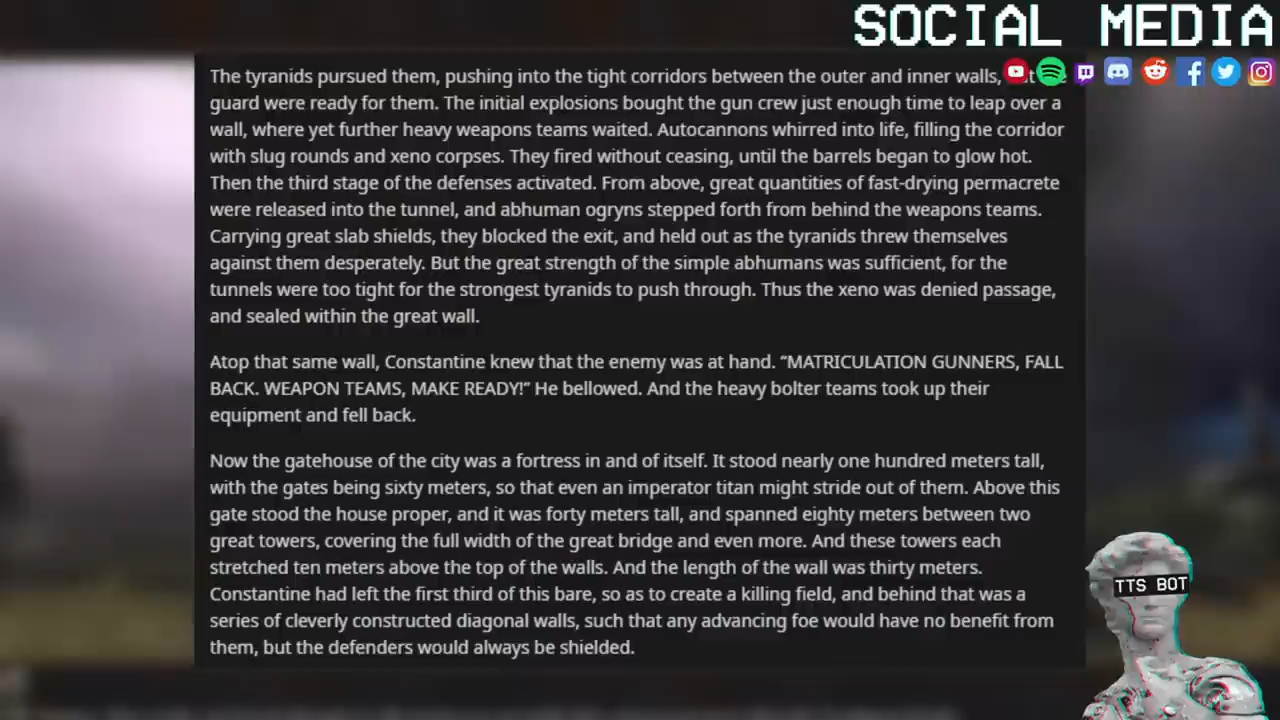 SOCIAL MEDIA
The tyranids pursued them, pushing into the tight corridors between the outer and inner walls,
guard were ready for them. The initial explosions bought the gun crew just enough time to leap over a
wall, where yet further heavy weapons teams waited. Autocannons whirred into life, filling the corridor
with slug rounds and xeno corpses. They fired without ceasing, until the barrels began to glow hot.
Then the third stage of the defenses activated. From above, great quantities of fast-drying permacrete
were released into the tunnel, and abhuman ogryns stepped forth from behind the weapons teams.
Carrying great slab shields, they blocked the exit, and held out as the tyranids threw themselves
against them desperately. But the great strength of the simple abhumans was sufficient, for the
tunnels were too tight for the strongest tyranids to push through. Thus the xeno was denied passage,
and sealed within the great wall.
Atop that same wall, Constantine knew that the enemy was at hand. “MATRICULATION GUNNERS, FALL
BACK. WEAPON TEAMS, MAKE READY!” He bellowed. And the heavy bolter teams took up their
equipment and fell back.
Now the gatehouse of the city was a fortress in and of itself. It stood nearly one hundred meters tall,
with the gates being sixty meters, so that even an imperator titan might stride out of them. Above this
gate stood the house proper, and it was forty meters tall, and spanned eighty meters between two
great towers, covering the full width of the great bridge and even more. And these towers each
stretched ten meters above the top of the walls. And the length of the wall was thirty meters.
Constantine had left the first third of this bare, so as to create a killing field, and behind that was a
series of cleverly constructed diagonal walls, such that any advancing foe would have no benefit from
them, but the defenders would always be shielded.
TTS BOT